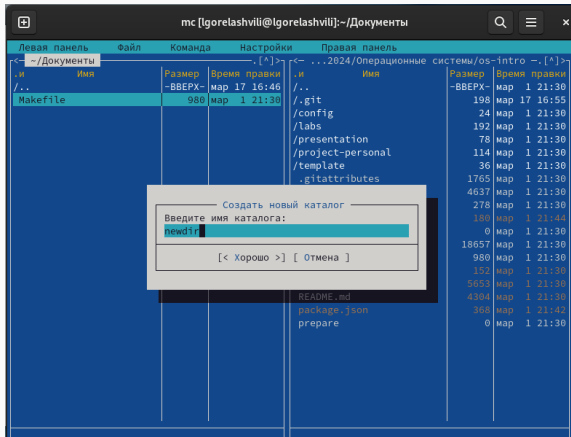 mc [lgorelashvili@lgorelashvili]:~/Документы
Левая панель Файл Команда Настройки Правая панель
<— ~/Документы .[^]>
.и Имя Размер Время правки
/.. -ВВЕРХ- мар 17 16:46
Makefile 980 мар 1 21:30
<— ...2024/Операционные системы/os-intro —.[^]>
.и Имя Размер Время правки
/.. -ВВЕРХ- мар 1 21:30
/.git 198 мар 17 16:55
/config 24 мар 1 21:30
/labs 192 мар 1 21:30
/presentation 78 мар 1 21:30
/project-personal 114 мар 1 21:30
/template 36 мар 1 21:30
.gitattributes 1765 мар 1 21:30
4637 мар 1 21:30
278 мар 1 21:30
180 мар 1 21:44
0 мар 1 21:30
18657 мар 1 21:30
980 мар 1 21:30
152 мар 1 21:30
5653 мар 1 21:30
README.md 4304 мар 1 21:30
package.json 368 мар 1 21:42
prepare 0 мар 1 21:30
Создать новый каталог
Введите имя каталога:
newdir
[< Хорошо >] [ Отмена ]